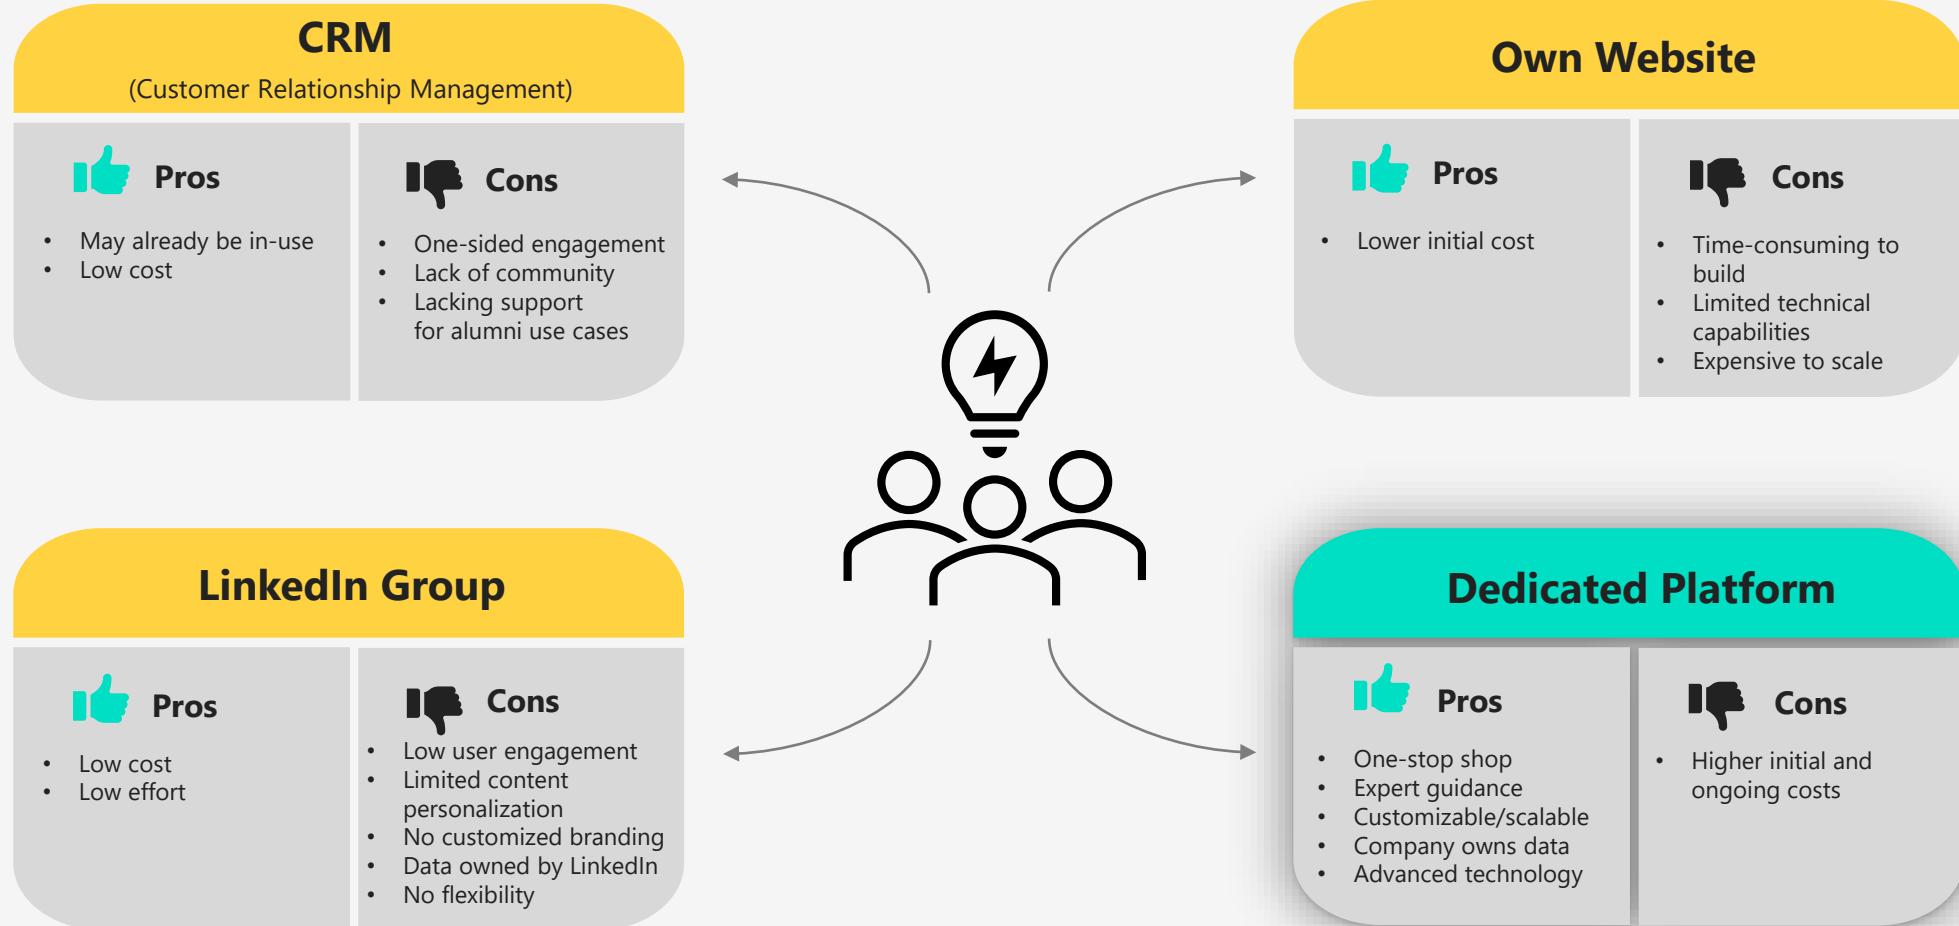 CRM
(Customer Relationship Management)
Pros
• May already be in-use
• Low cost
Cons
• One-sided engagement
• Lack of community
• Lacking support
for alumni use cases
Own Website
Pros
• Lower initial cost
Cons
• Time-consuming to
build
• Limited technical
capabilities
• Expensive to scale
LinkedIn Group
Pros
• Low cost
• Low effort
Cons
• Low user engagement
• Limited content
personalization
• No customized branding
• Data owned by LinkedIn
• No flexibility
Dedicated Platform
Pros
• One-stop shop
• Expert guidance
• Customizable/scalable
• Company owns data
• Advanced technology
Cons
• Higher initial and
ongoing costs